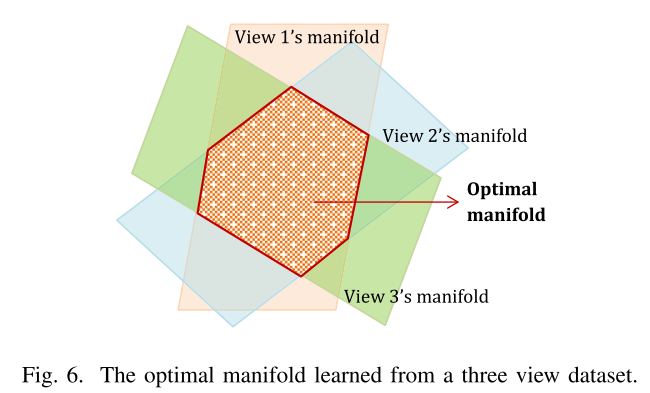 View 1's manifold
View 2's manifold
Optimal
manifold
View 3's manifold
Fig. 6. The optimal manifold learned from a three view dataset.